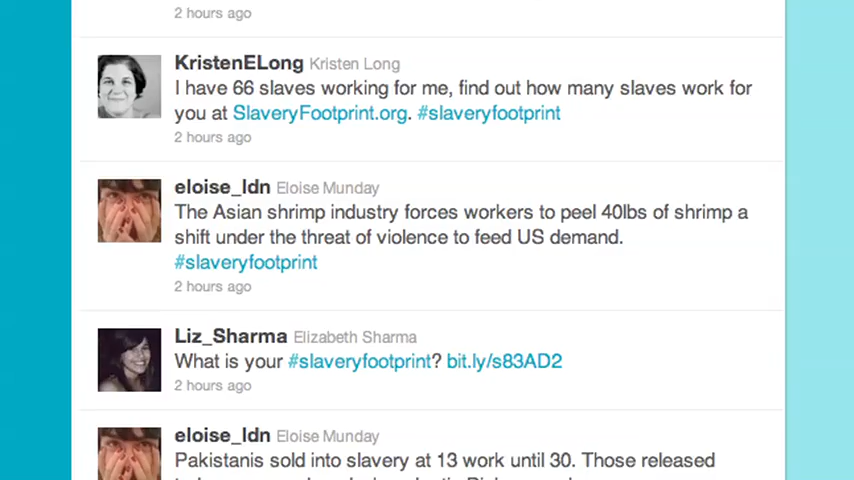 2 hours ago
KristenELong Kristen Long
I have 66 slaves working for me, find out how many slaves work for
you at SlaveryFootprint.org. #slaveryfootprint
2 hours ago
eloise_ldn Eloise Munday
The Asian shrimp industry forces workers to peel 40lbs of shrimp a
shift under the threat of violence to feed US demand.
#slaveryfootprint
2 hours ago
Liz_Sharma Elizabeth Sharma
What is your #slaveryfootprint? bit.ly/s83AD2
2 hours ago
eloise_ldn Eloise Munday
Pakistanis sold into slavery at 13 work until 30. Those released